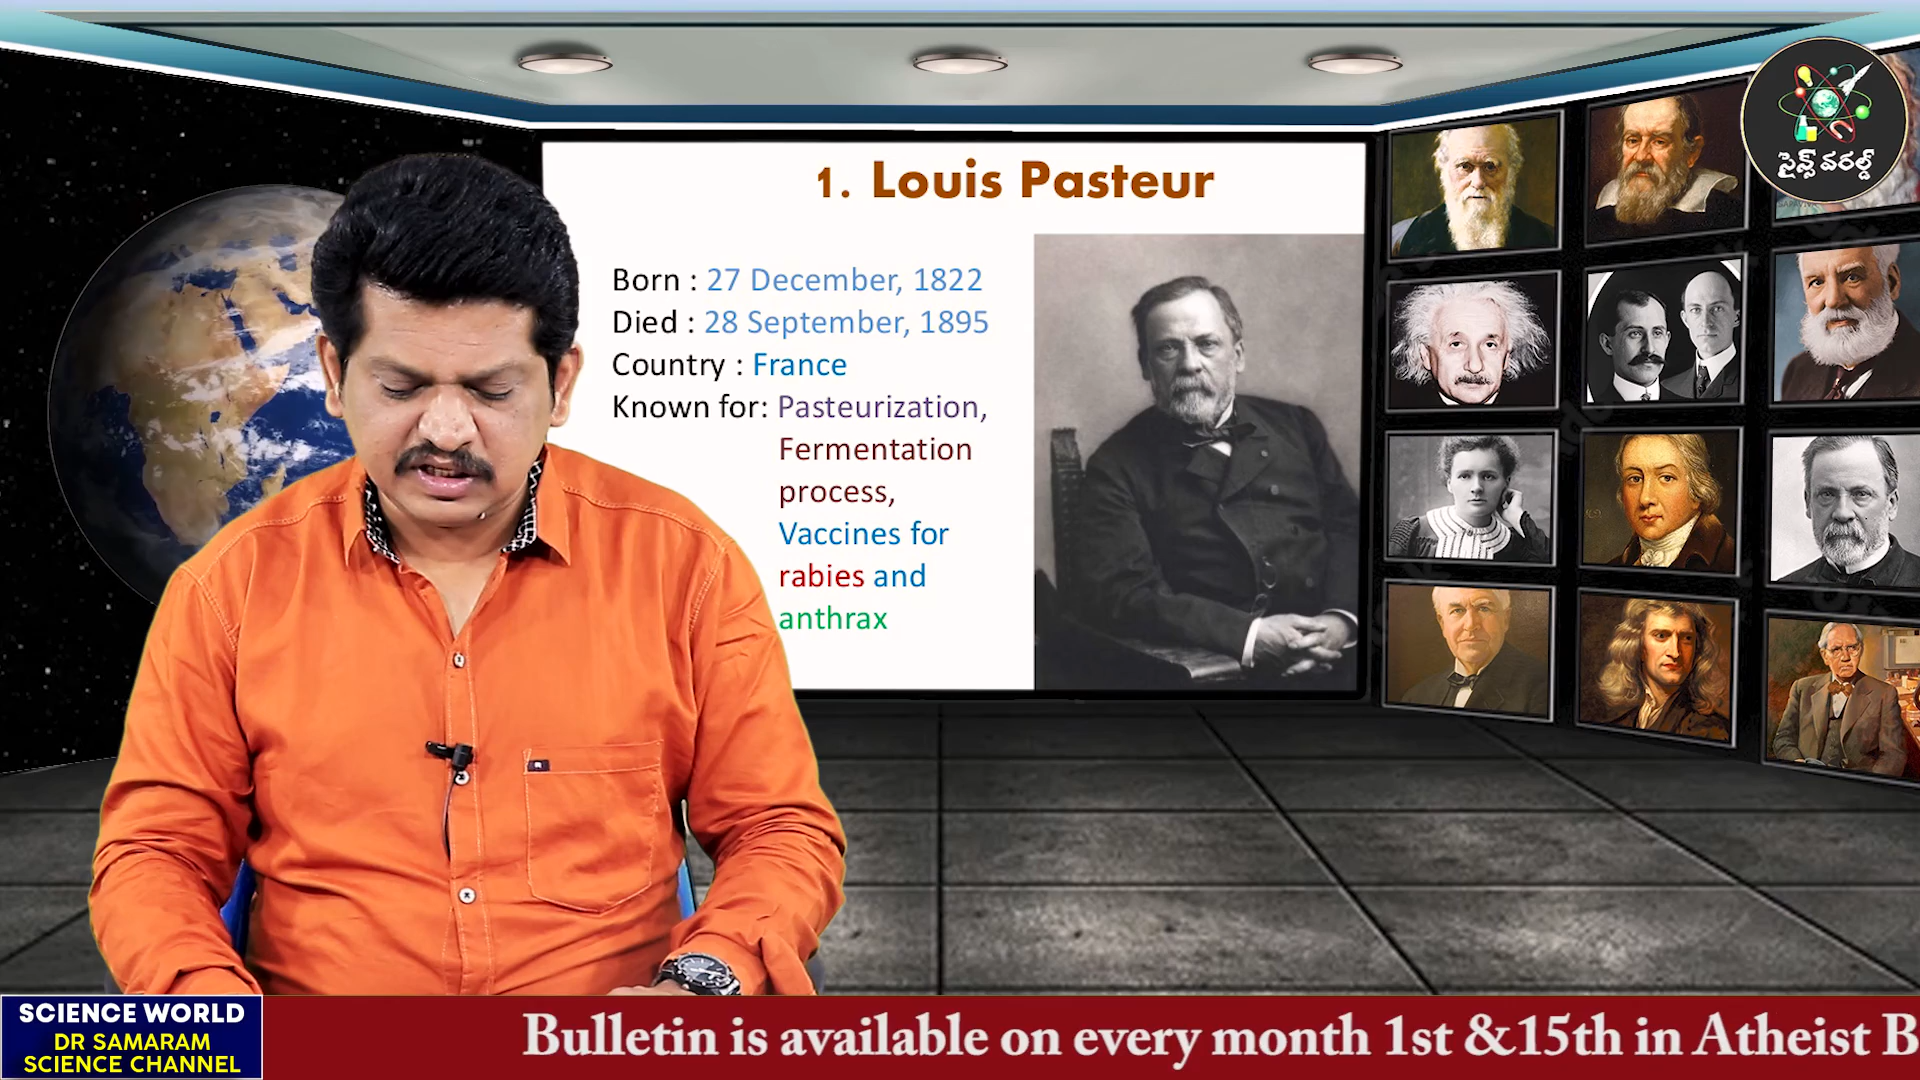 1. Louis Pasteur
Born : 27 December, 1822
Died : 28 September, 1895
Country : France
Known for: Pasteurization,
Fermentation
process,
Vaccines for
rabies and
anthrax
సైన్స్ వరల్డ్
SCIENCE WORLD
DR SAMARAM
SCIENCE CHANNEL
Bulletin is available on every month 1st &15th in Atheist B